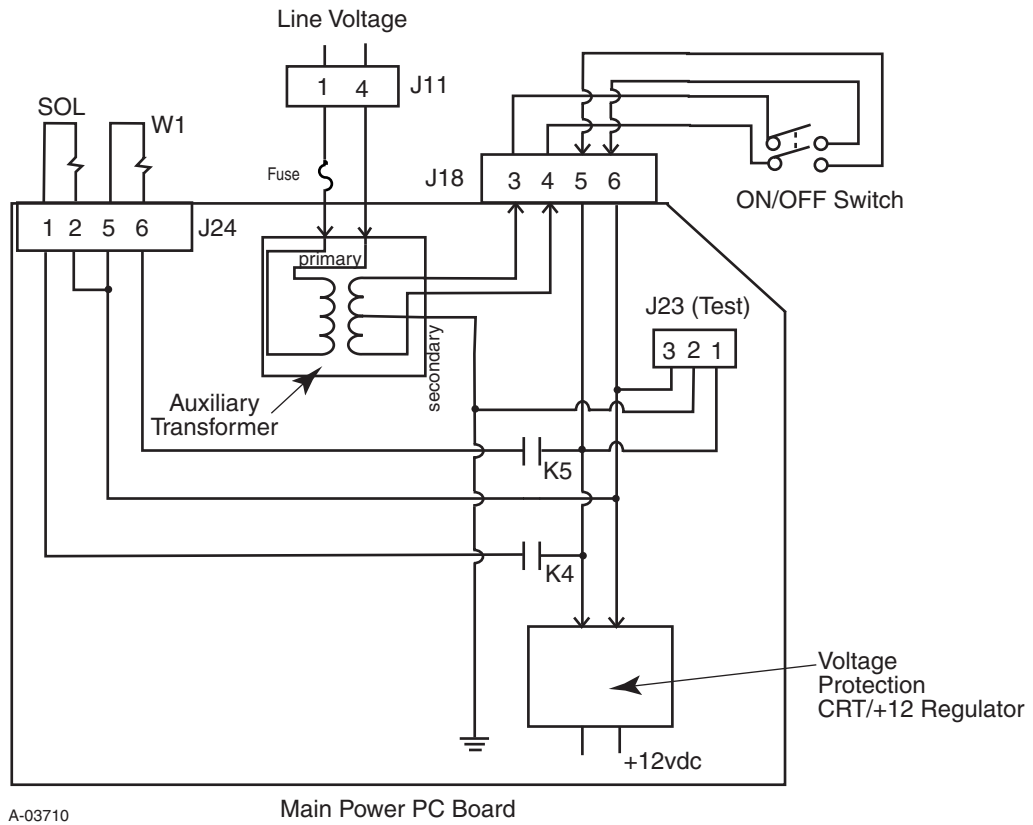 Line Voltage
1 4
J11
SOL
W1
Fuse
J18
3 4 5 6
ON/OFF Switch
1 2 5 6
J24
primary
secondary
J23 (Test)
3 2 1
Auxiliary
Transformer
K5
K4
Voltage
Protection
CRT/+12 Regulator
+12vdc
A-03710
Main Power PC Board